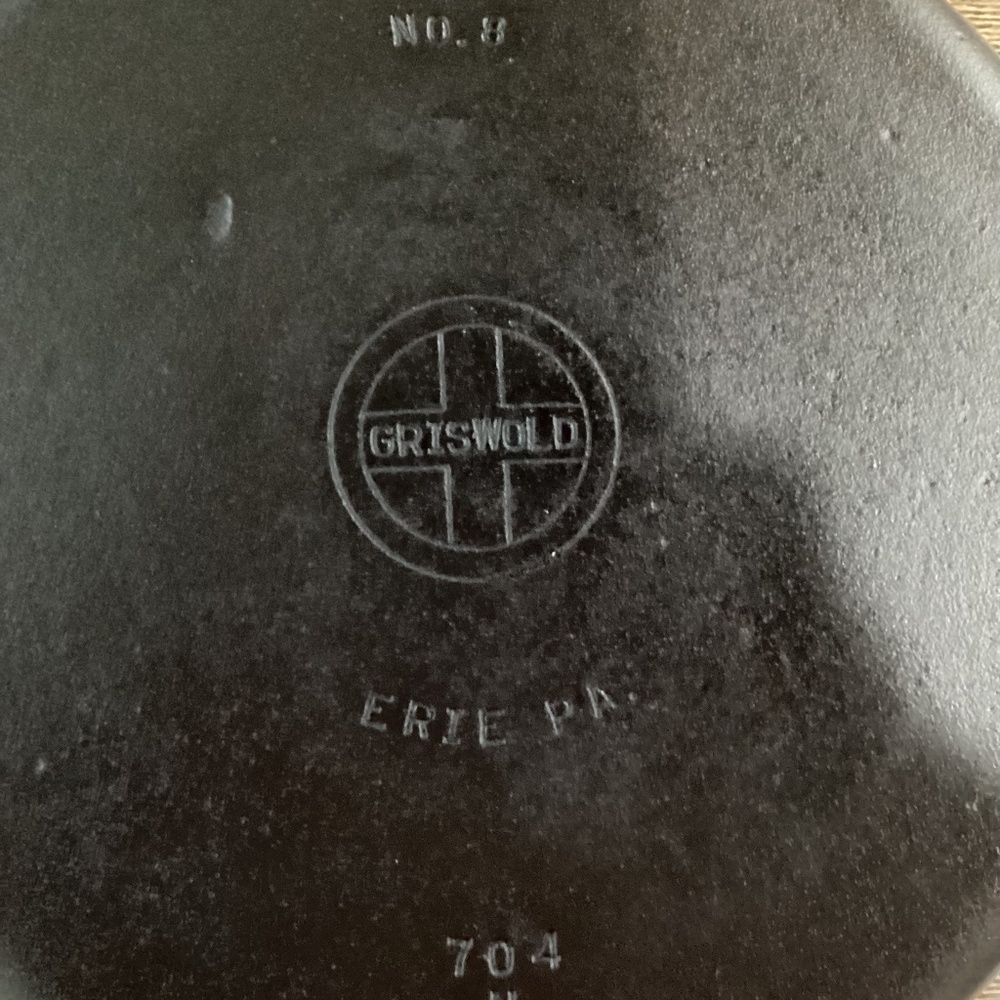 NO. 8
GRISWOLD
ERIE PA.
704